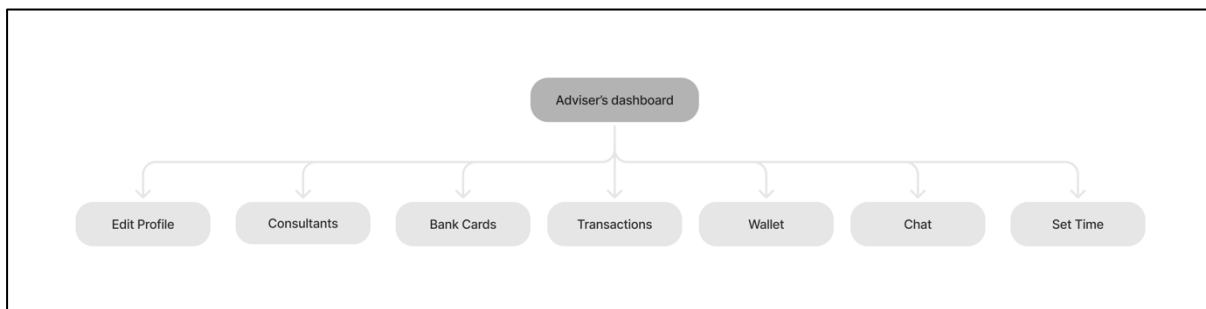 Adviser's dashboard
Edit Profile
Consultants
Bank Cards
Transactions
Wallet
Chat
Set Time